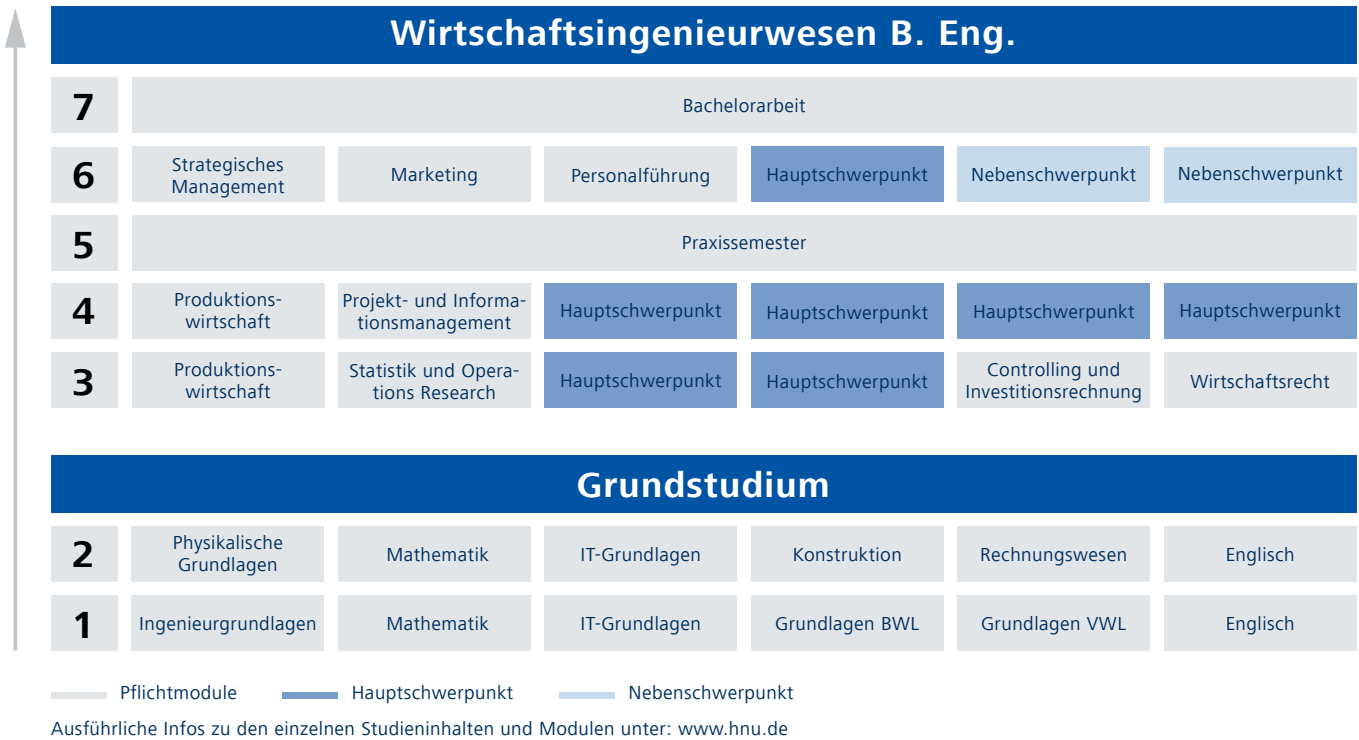 Wirtschaftsingenieurwesen B. Eng.
7
Bachelorarbeit
6
Strategisches
Management
Marketing
Personalführung
Hauptschwerpunkt
Nebenschwerpunkt
Nebenschwerpunkt
5
Praxissemester
4
Produktions-
wirtschaft
Projekt- und Informa-
tionsmanagement
Hauptschwerpunkt
Hauptschwerpunkt
Hauptschwerpunkt
Hauptschwerpunkt
3
Produktions-
wirtschaft
Statistik und Opera-
tions Research
Hauptschwerpunkt
Hauptschwerpunkt
Controlling und
Investitionsrechnung
Wirtschaftsrecht
Grundstudium
2
Physikalische
Grundlagen
Mathematik
IT-Grundlagen
Konstruktion
Rechnungswesen
Englisch
1
Ingenieurgrundlagen
Mathematik
IT-Grundlagen
Grundlagen BWL
Grundlagen VWL
Englisch
Pflichtmodule
Hauptschwerpunkt
Nebenschwerpunkt
Ausführliche Infos zu den einzelnen Studieninhalten und Modulen unter: www.hnu.de